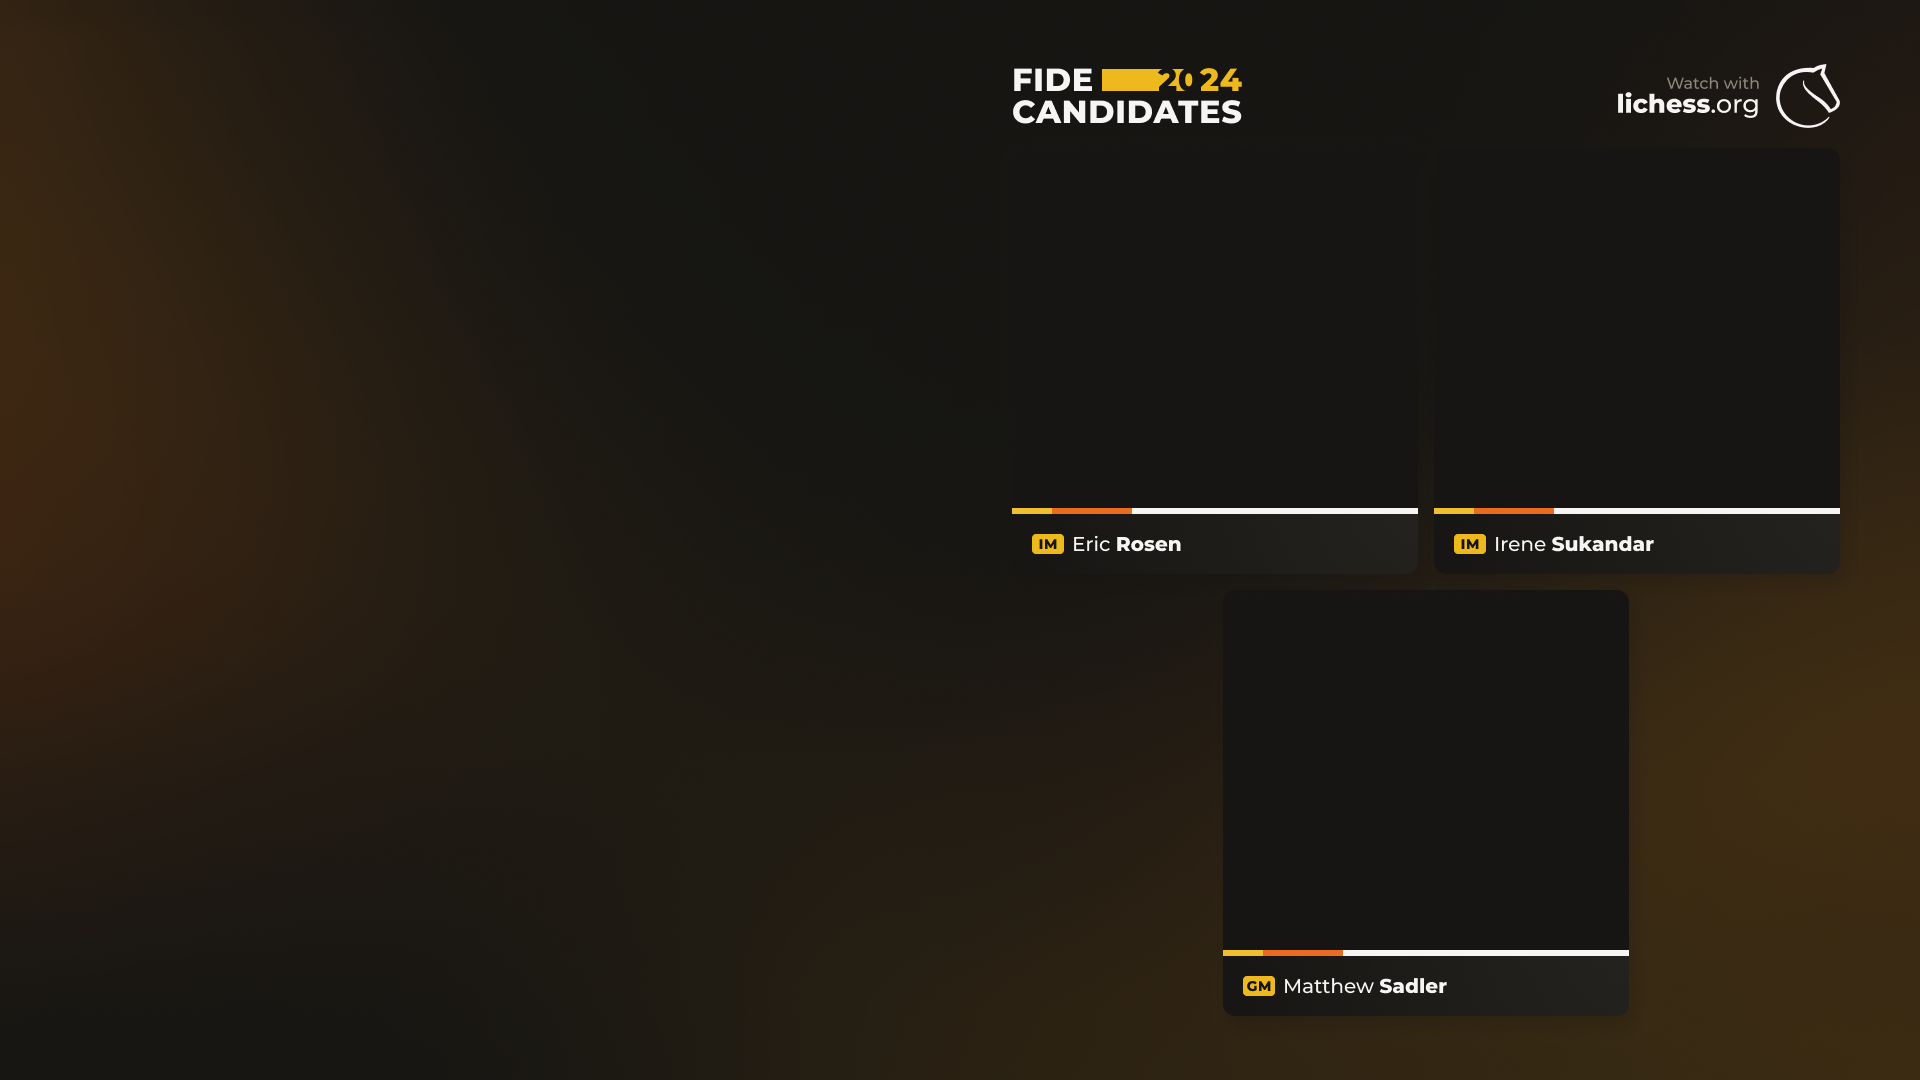 FIDE 2024
CANDIDATES
Watch with
lichess.org
IM Eric Rosen
IM Irene Sukandar
GM Matthew Sadler